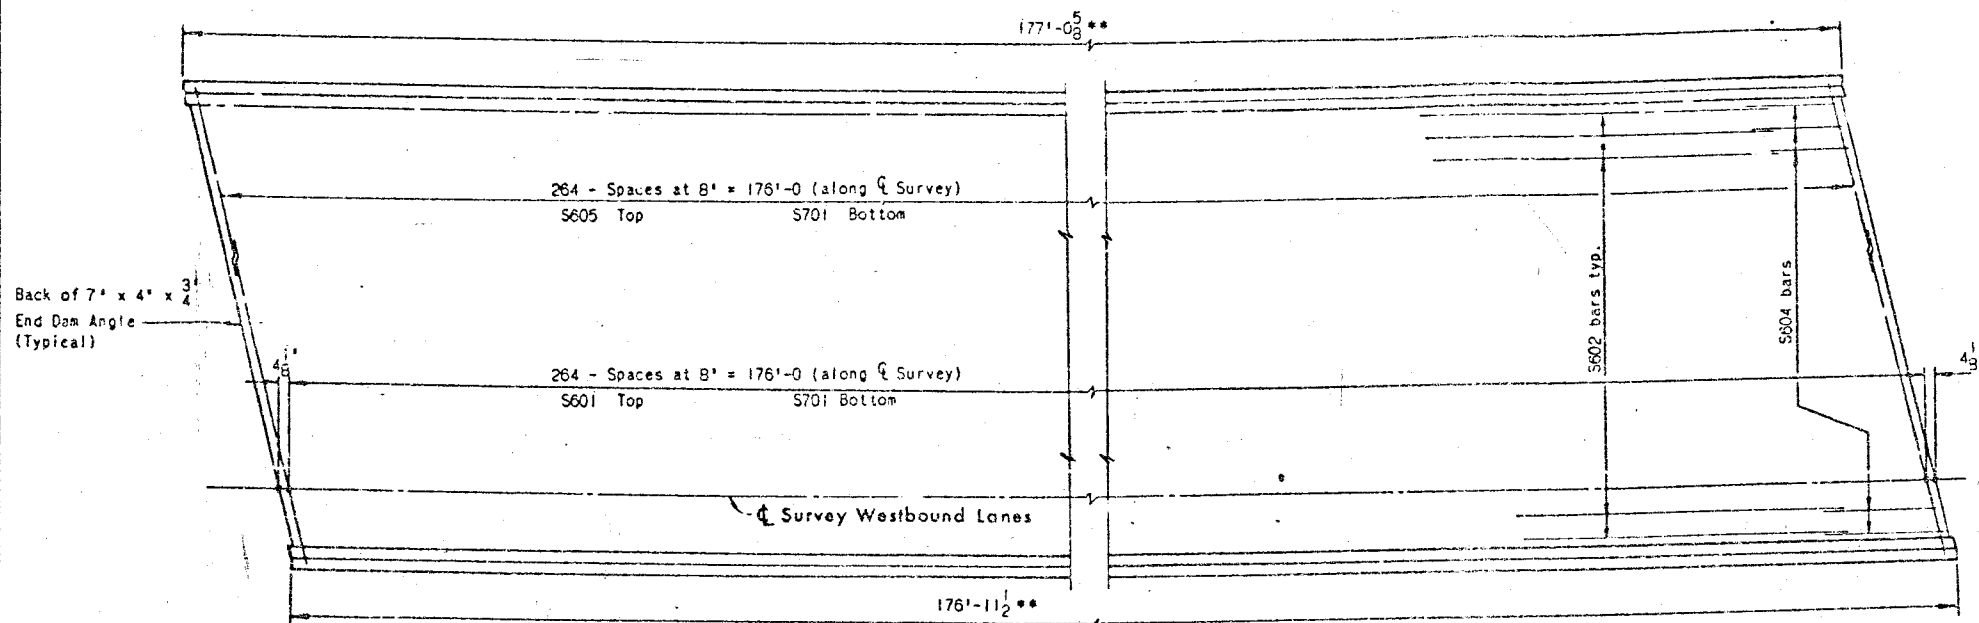 177'-0 5/8 **
264 - Spaces at 8" = 176'-0 (along ℄ Survey)
S605 Top S701 Bottom
Back of 7" x 4" x 3/4"
End Dam Angle
(Typical)
S602 bars typ.
S604 bars
4 1/8"
264 - Spaces at 8" = 176'-0 (along ℄ Survey)
S601 Top S701 Bottom
4 1/8
℄ Survey Westbound Lanes
176'-11 1/2 **